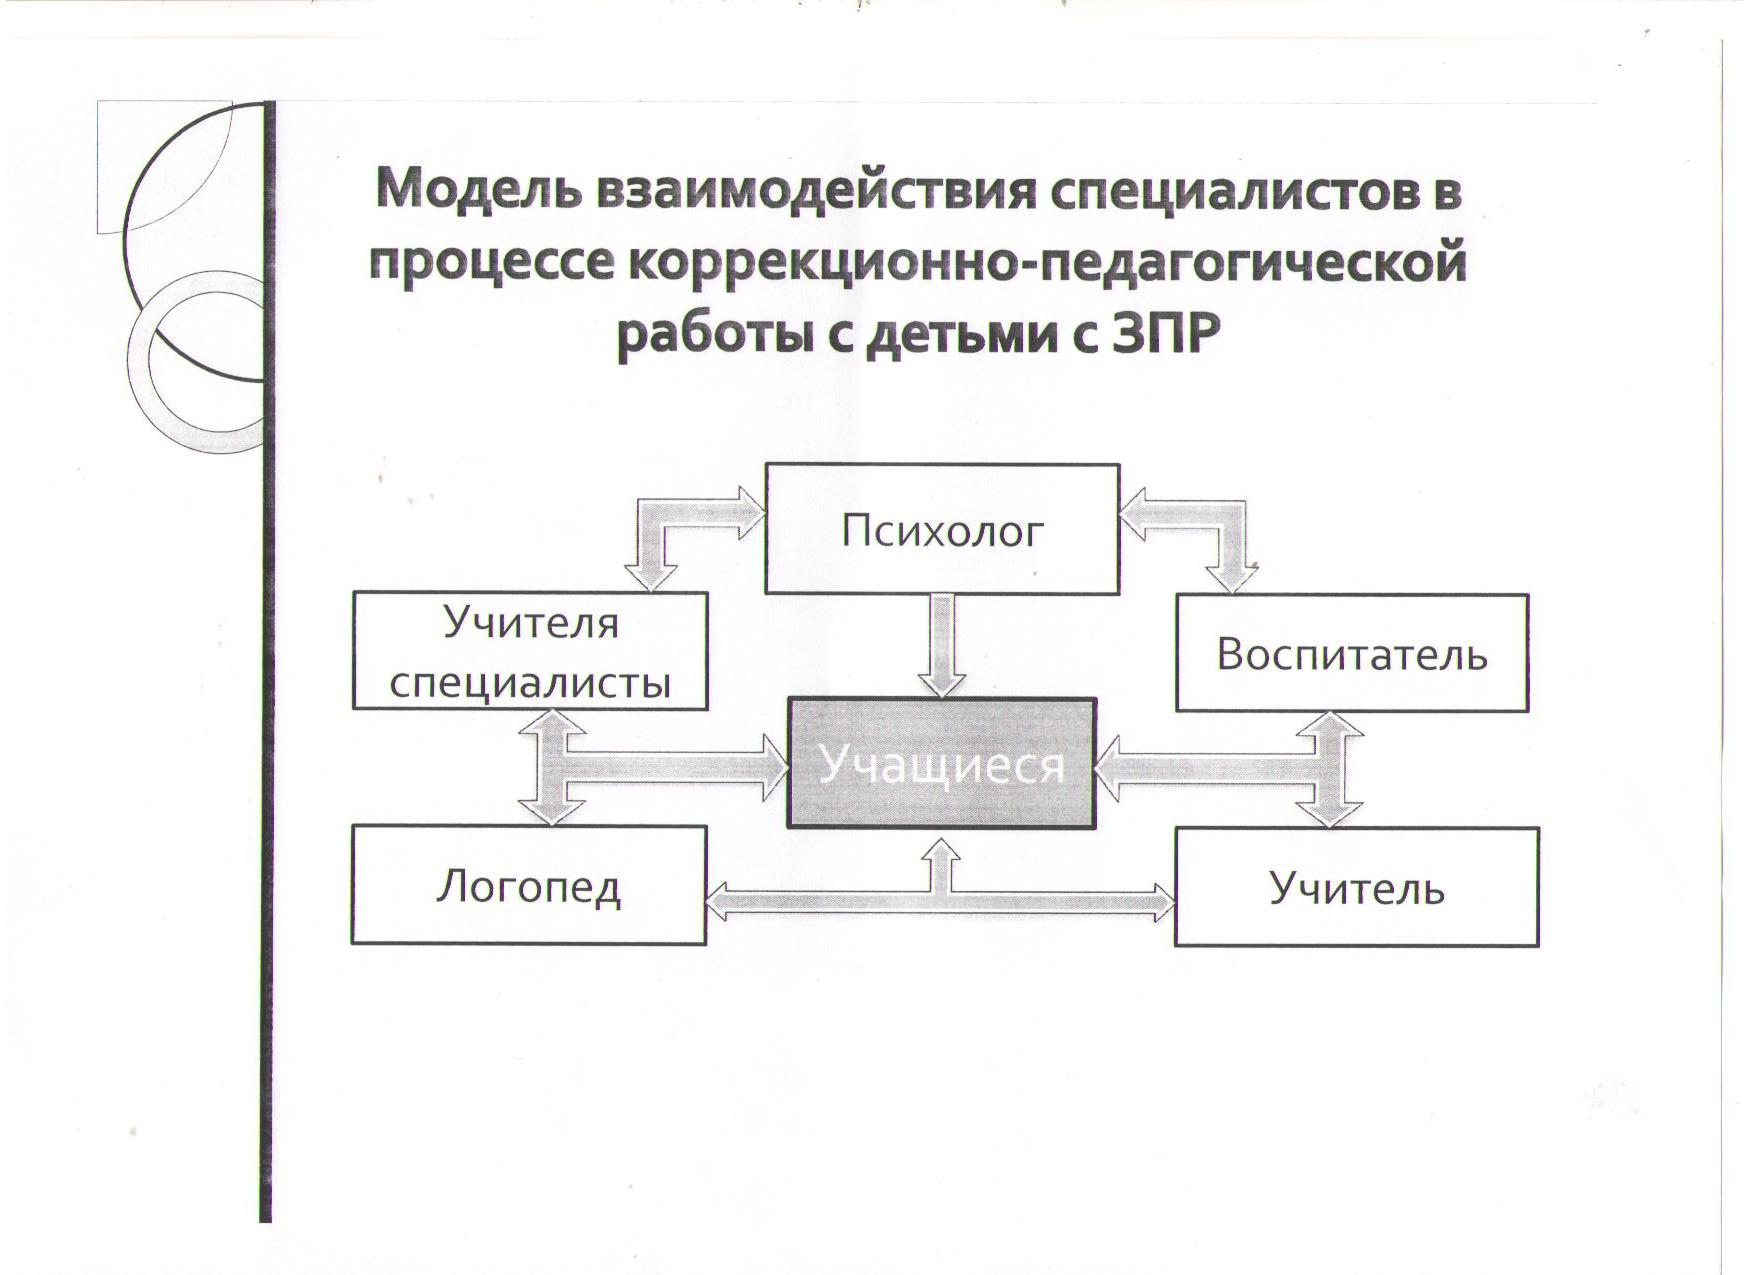 Модель взаимодействия специалистов в
процессе коррекционно-педагогической
работы с детьми с ЗПР
Психолог
Учителя
специалисты
Воспитатель
Учащиеся
Логопед
Учитель